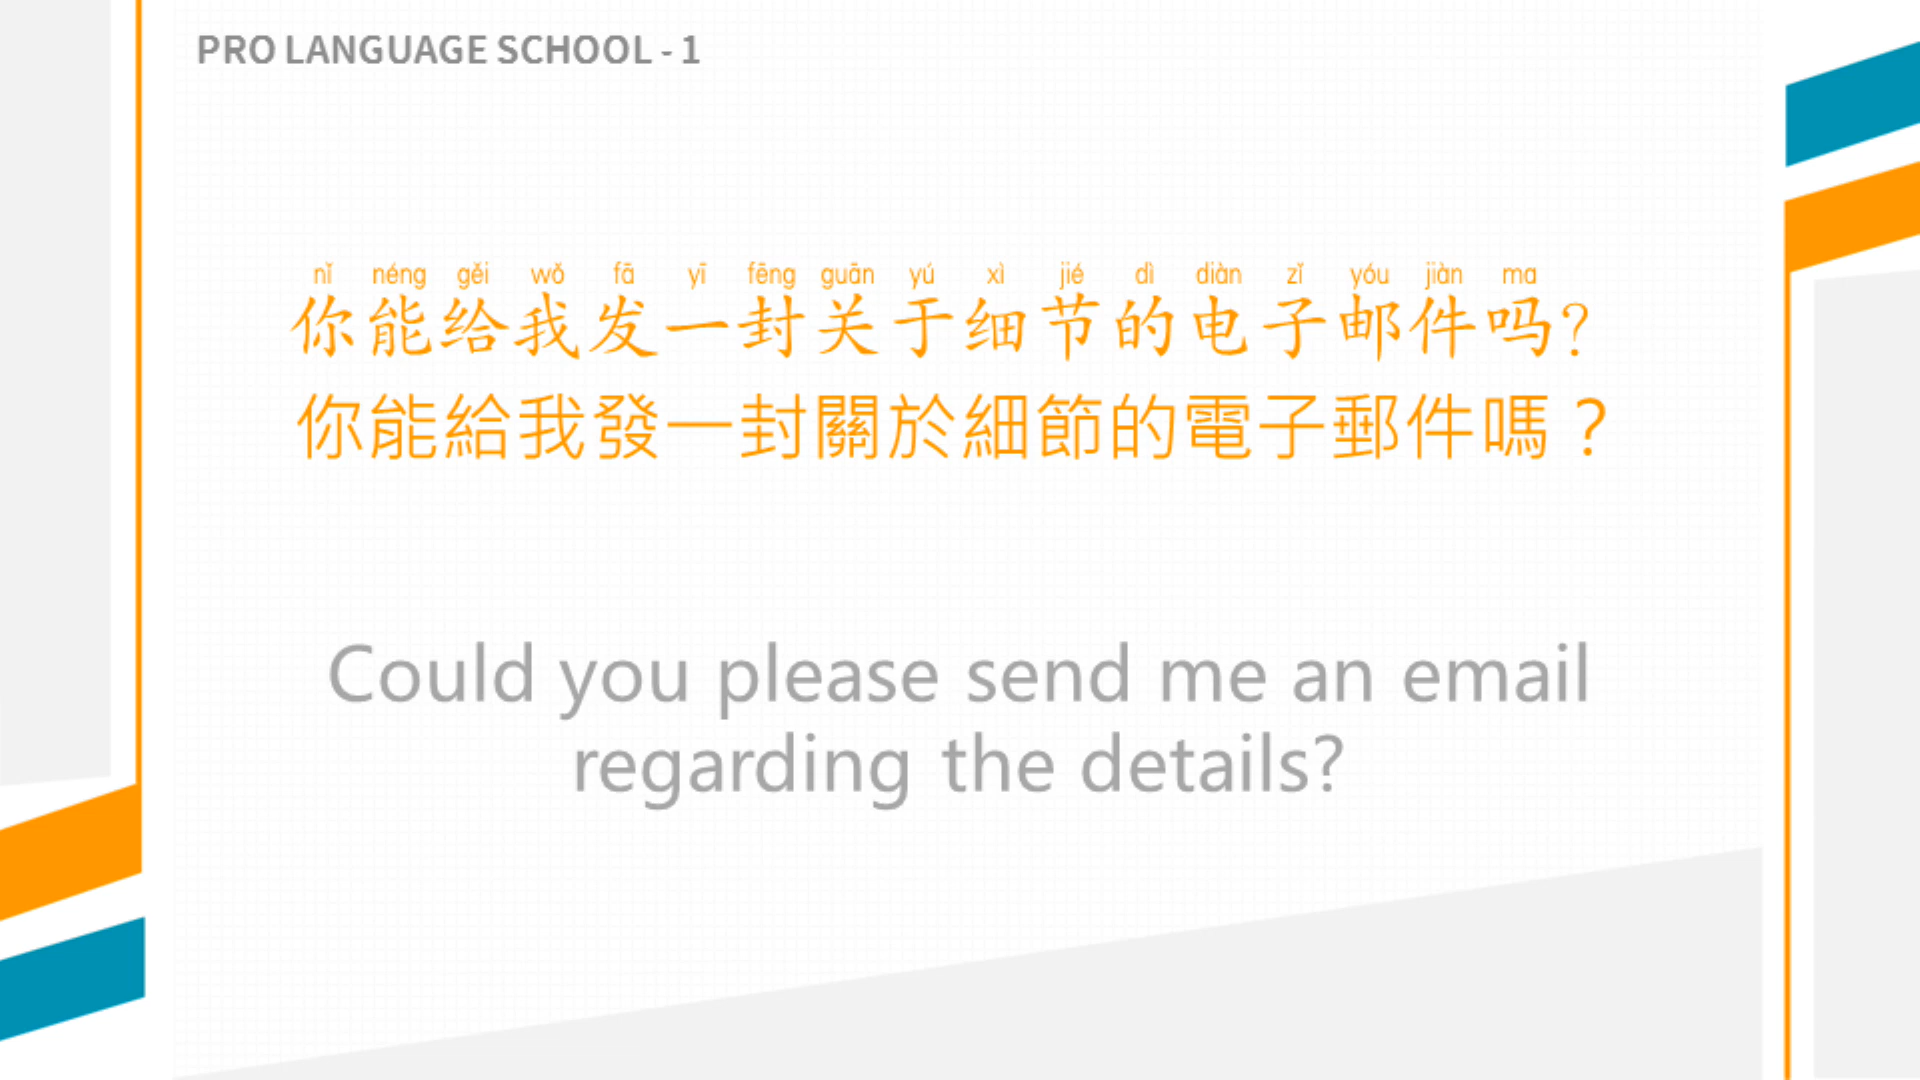 PRO LANGUAGE SCHOOL - 1
nǐ néng gěi wǒ fā yī fēng guān yú xì jié dì diàn zǐ yóu jiàn ma
你能给我发一封关于细节的电子邮件吗?
你能給我發一封關於細節的電子郵件嗎？
Could you please send me an email
regarding the details?